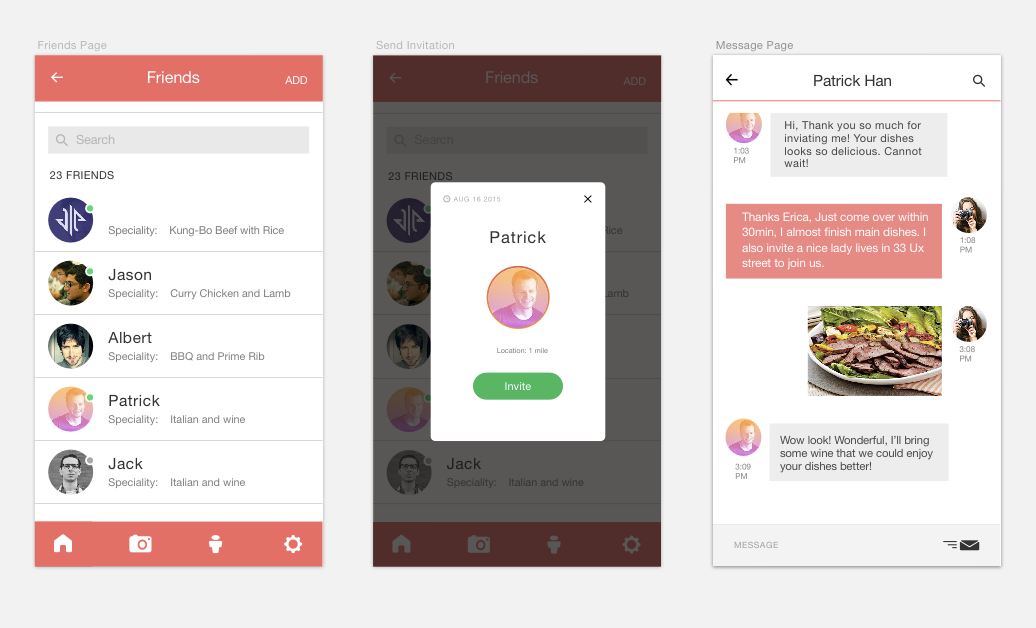 Friends Page
Friends
ADD
Search
23 FRIENDS
Speciality: Kung-Bo Beef with Rice
Jason
Speciality: Curry Chicken and Lamb
Albert
Speciality: BBQ and Prime Rib
Patrick
Speciality: Italian and wine
Jack
Speciality: Italian and wine
Send Invitation
Friends
ADD
Search
23 FRIENDS
Rice
Lamb
AUG.16 2015
Patrick
Location: 1 mile
Invite
Jack
Speciality: Italian and wine
Message Page
Patrick Han
Hi, Thank you so much for
inviating me! Your dishes
looks so delicious. Cannot
wait!
1:03
PM
Thanks Erica, Just come over within
30min, I almost finish main dishes. I
also invite a nice lady lives in 33 Ux
street to join us.
1:08
PM
3:08
PM
Wow look! Wonderful, I’ll bring
some wine that we could enjoy
your dishes better!
3:09
PM
MESSAGE